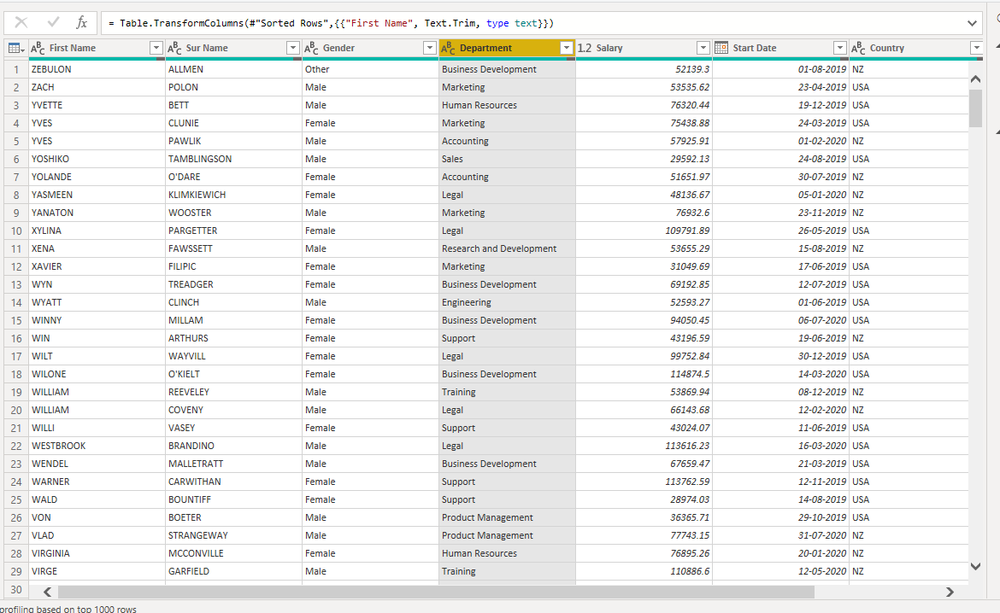 fx = Table.TransformColumns(#"Sorted Rows",{{"First Name", Text.Trim, type text}})
ABC First Name ABC Sur Name ABC Gender ABC Department 1.2 Salary Start Date ABC Country
1 ZEBULON ALLMEN Other Business Development 52139.3 01-08-2019 NZ
2 ZACH POLON Male Marketing 53535.62 23-04-2019 USA
3 YVETTE BETT Male Human Resources 76320.44 19-12-2019 USA
4 YVES CLUNIE Female Marketing 75438.88 24-03-2019 USA
5 YVES PAWLIK Male Accounting 57925.91 01-02-2020 NZ
6 YOSHIKO TAMBLINGSON Male Sales 29592.13 24-08-2019 USA
7 YOLANDE O'DARE Female Accounting 51651.97 30-07-2019 NZ
8 YASMEEN KLIMKIEWICH Female Legal 48136.67 05-01-2020 NZ
9 YANATON WOOSTER Male Marketing 76932.6 23-11-2019 NZ
10 XYLINA PARGETTER Female Legal 109791.89 26-05-2019 USA
11 XENA FAWSSETT Male Research and Development 53655.29 15-08-2019 NZ
12 XAVIER FILIPIC Female Marketing 31049.69 17-06-2019 USA
13 WYN TREADGER Female Business Development 69192.85 12-07-2019 USA
14 WYATT CLINCH Male Engineering 52593.27 01-06-2019 USA
15 WINNY MILLAM Female Business Development 94050.45 06-07-2020 USA
16 WIN ARTHURS Female Support 43196.59 19-06-2019 NZ
17 WILT WAYVILL Female Legal 99752.84 30-12-2019 USA
18 WILONE O'KIELT Female Business Development 114874.5 14-03-2020 USA
19 WILLIAM REEVELEY Male Training 53869.94 08-12-2019 NZ
20 WILLIAM COVENY Male Legal 66143.68 12-02-2020 NZ
21 WILLI VASEY Female Support 43024.07 11-06-2019 USA
22 WESTBROOK BRANDINO Male Legal 113616.23 16-03-2020 USA
23 WENDEL MALLETRATT Male Business Development 67659.47 21-03-2019 USA
24 WARNER CARWITHAN Female Support 113762.59 12-11-2019 USA
25 WALD BOUNTIFF Female Support 28974.03 14-08-2019 USA
26 VON BOETER Male Product Management 36365.71 29-10-2019 USA
27 VLAD STRANGEWAY Male Product Management 77743.15 31-07-2020 NZ
28 VIRGINIA MCCONVILLE Female Human Resources 76895.26 20-01-2020 NZ
29 VIRGE GARFIELD Male Training 110886.6 12-05-2020 NZ
30
profiling based on top 1000 rows